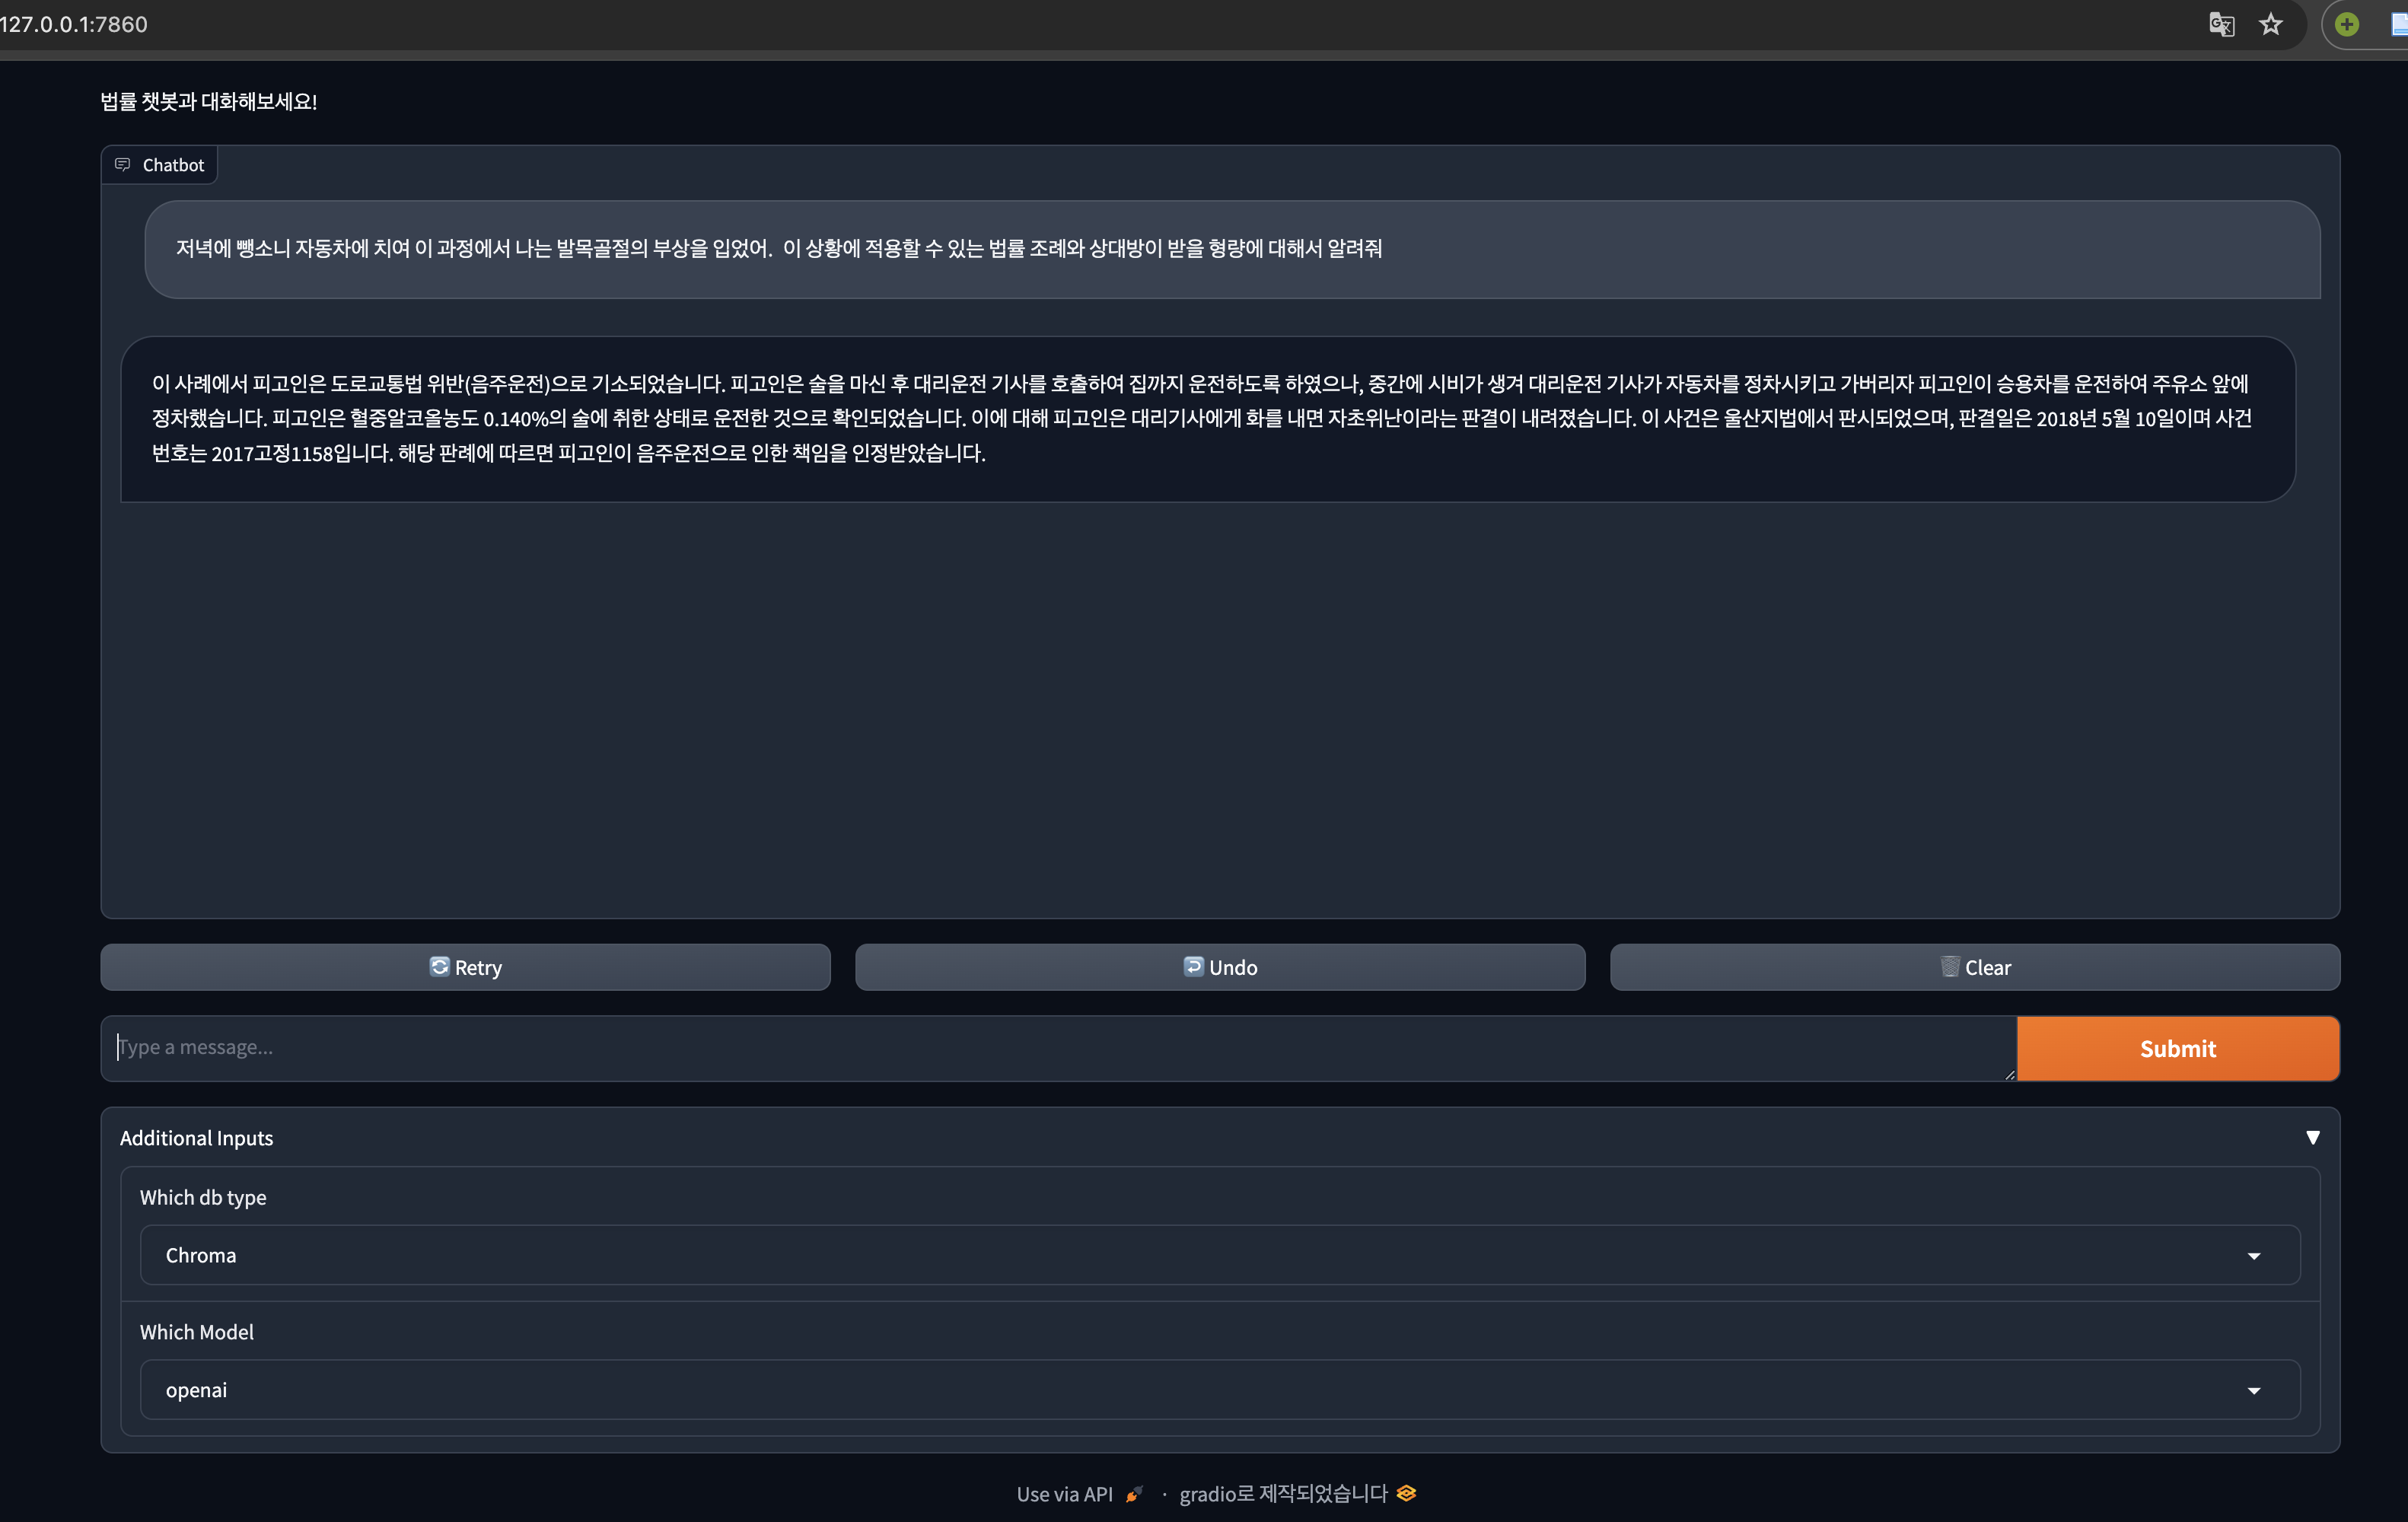 127.0.0.1:7860
법률 챗봇과 대화해보세요!
Chatbot
저녁에 뺑소니 자동차에 치여 이 과정에서 나는 발목골절의 부상을 입었어.  이 상황에 적용할 수 있는 법률 조례와 상대방이 받을 형량에 대해서 알려줘
이 사례에서 피고인은 도로교통법 위반(음주운전)으로 기소되었습니다. 피고인은 술을 마신 후 대리운전 기사를 호출하여 집까지 운전하도록 하였으나, 중간에 시비가 생겨 대리운전 기사가 자동차를 정차시키고 가버리자 피고인이 승용차를 운전하여 주유소 앞에
정차했습니다. 피고인은 혈중알코올농도 0.140%의 술에 취한 상태로 운전한 것으로 확인되었습니다. 이에 대해 피고인은 대리기사에게 화를 내면 자초위난이라는 판결이 내려졌습니다. 이 사건은 울산지법에서 판시되었으며, 판결일은 2018년 5월 10일이며 사건
번호는 2017고정1158입니다. 해당 판례에 따르면 피고인이 음주운전으로 인한 책임을 인정받았습니다.
Retry
Undo
Clear
Type a message...
Submit
Additional Inputs
Which db type
Chroma
Which Model
openai
Use via API · gradio로 제작되었습니다